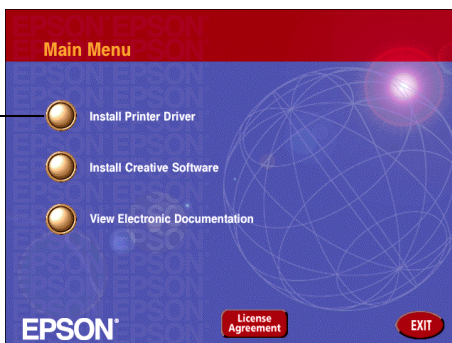 Main Menu
Install Printer Driver
Install Creative Software
View Electronic Documentation
EPSON®
License
Agreement
EXIT